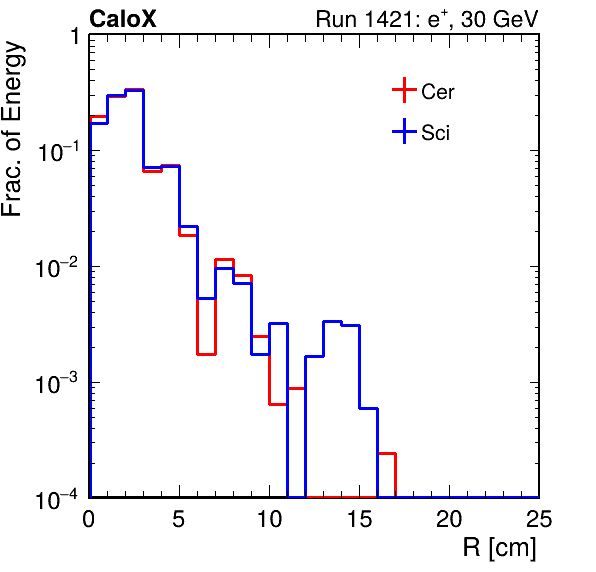 CaloX Run 1421: e⁺, 30 GeV
Frac. of Energy
1
10⁻¹
10⁻²
10⁻³
10⁻⁴
Cer
Sci
0 5 10 15 20 25
R [cm]